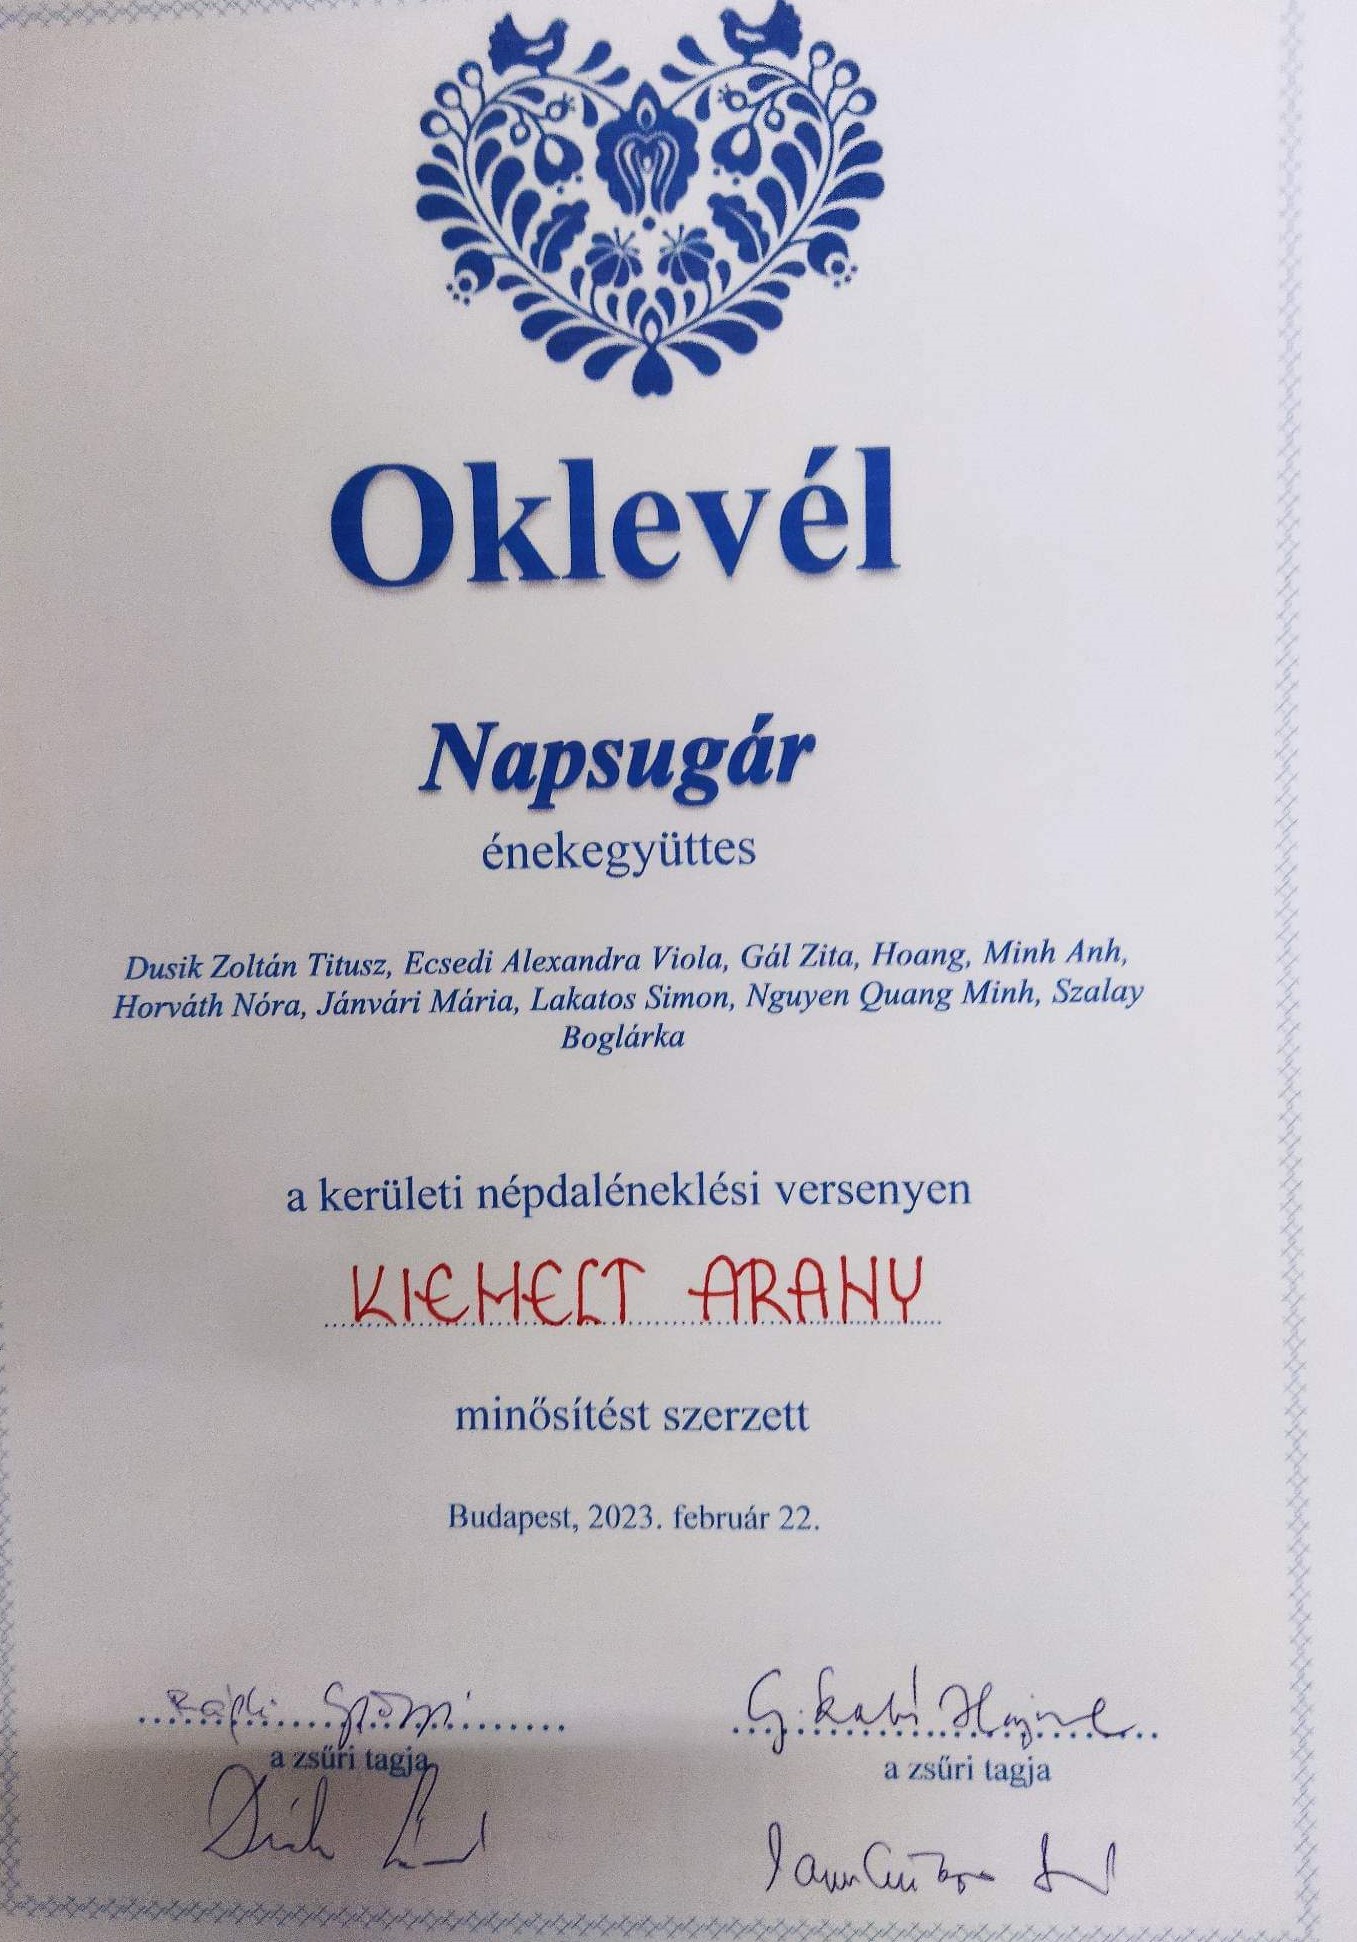 Oklevél
Napsugár
énekegyüttes
Dusik Zoltán Titusz, Ecsedi Alexandra Viola, Gál Zita, Hoang, Minh Anh,
Horváth Nóra, Jánvári Mária, Lakatos Simon, Nguyen Quang Minh, Szalay
Boglárka
a kerületi népdaléneklési versenyen
KIEMELT ARANY
minősítést szerzett
Budapest, 2023. február 22.
a zsűri tagja
a zsűri tagja